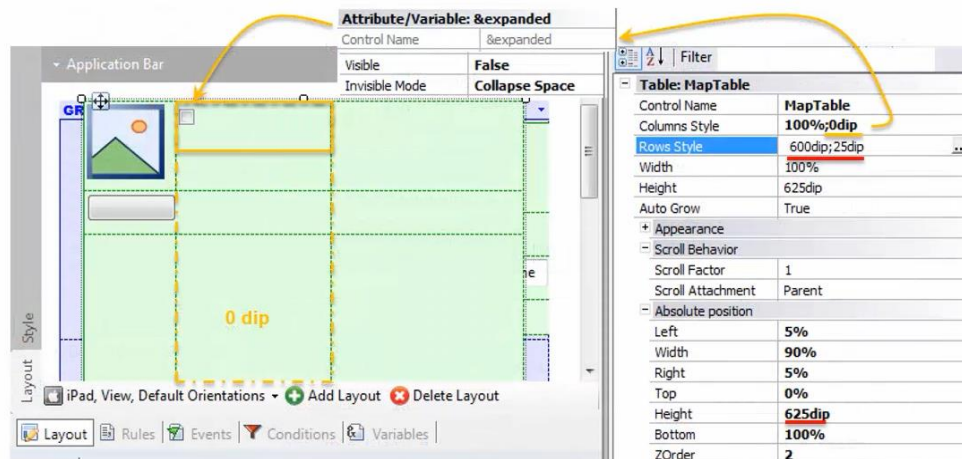 Attribute/Variable: &expanded
Control Name &expanded
Visible False
Invisible Mode Collapse Space
Application Bar
GR
0 dip
Style
Layout
iPad, View, Default Orientations Add Layout Delete Layout
Layout Rules Events Conditions Variables
Filter
Table: MapTable
Control Name MapTable
Columns Style 100%;0dip
Rows Style 600dip;25dip ...
Width 100%
Height 625dip
Auto Grow True
Appearance
Scroll Behavior
Scroll Factor 1
Scroll Attachment Parent
Absolute position
Left 5%
Width 90%
Right 5%
Top 0%
Height 625dip
Bottom 100%
ZOrder 2